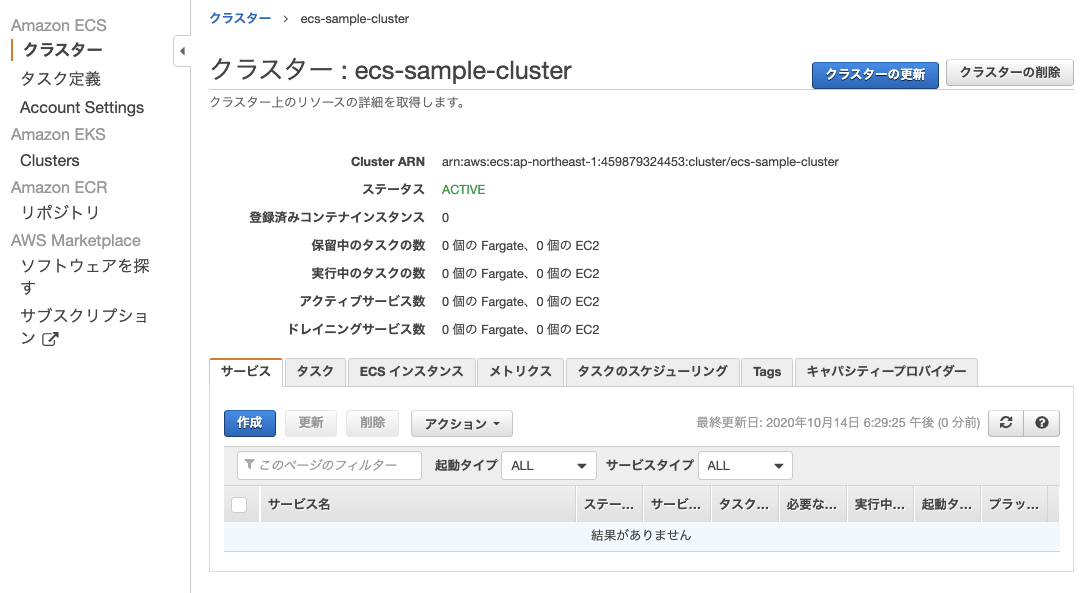 Amazon ECS
クラスター
タスク定義
Account Settings
Amazon EKS
Clusters
Amazon ECR
リポジトリ
AWS Marketplace
ソフトウェアを探
す
サブスクリプショ
ン
クラスター > ecs-sample-cluster
クラスター : ecs-sample-cluster
クラスターの更新 クラスターの削除
クラスター上のリソースの詳細を取得します。
Cluster ARN arn:aws:ecs:ap-northeast-1:459879324453:cluster/ecs-sample-cluster
ステータス ACTIVE
登録済みコンテナインスタンス 0
保留中のタスクの数 0 個の Fargate、0 個の EC2
実行中のタスクの数 0 個の Fargate、0 個の EC2
アクティブサービス数 0 個の Fargate、0 個の EC2
ドレイニングサービス数 0 個の Fargate、0 個の EC2
サービス タスク ECS インスタンス メトリクス タスクのスケジューリング Tags キャパシティープロバイダー
作成 更新 削除 アクション 最終更新日: 2020年10月14日 6:29:25 午後 (0 分前)
このページのフィルター 起動タイプ ALL サービスタイプ ALL
サービス名 ステー... サービ... タスク... 必要な... 実行中... 起動タ... プラッ...
結果がありません